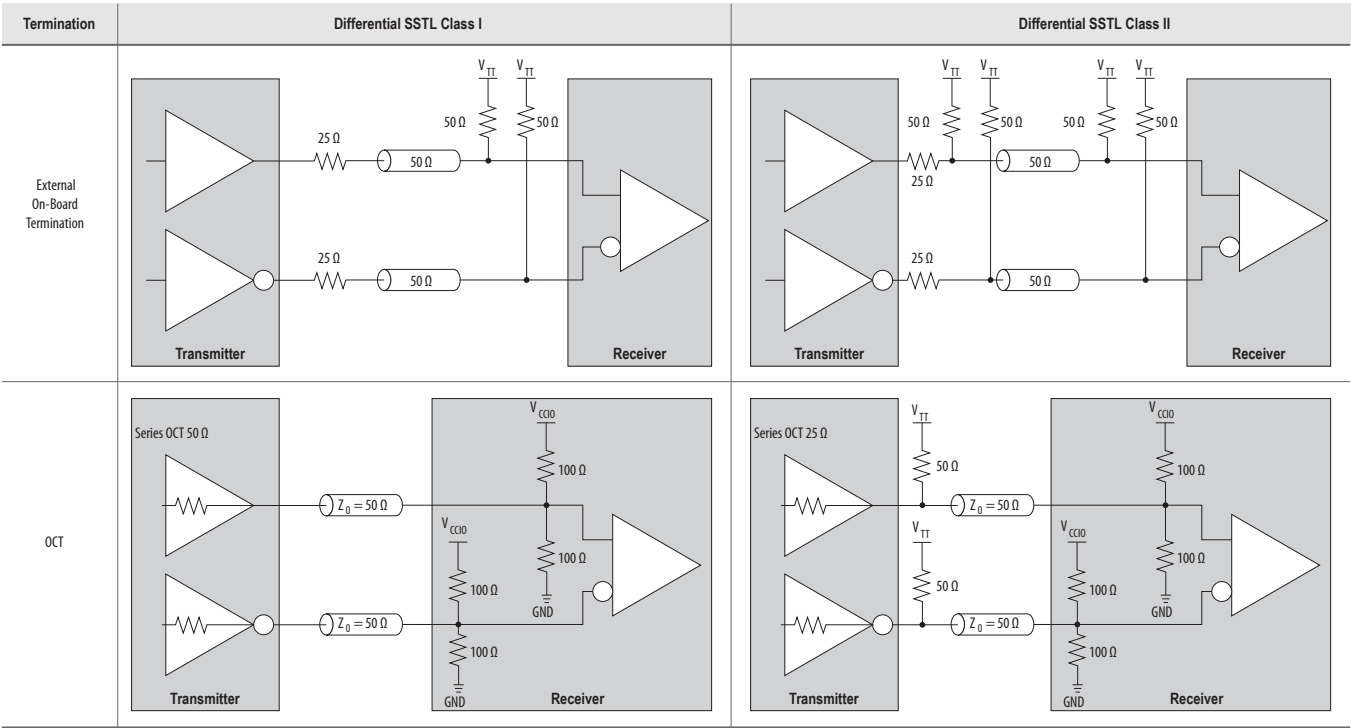 Termination Differential SSTL Class I Differential SSTL Class II
External
On-Board
Termination
V TT V TT
50 Ω 50 Ω
25 Ω
50 Ω
25 Ω
50 Ω
Transmitter Receiver
V TT V TT V TT V TT
50 Ω 50 Ω 50 Ω 50 Ω
50 Ω
25 Ω
25 Ω
50 Ω
Transmitter Receiver
OCT
Series OCT 50 Ω
V CCIO
100 Ω
Z 0 = 50 Ω
V CCIO
100 Ω
100 Ω
GND
Z 0 = 50 Ω
100 Ω
GND
Transmitter Receiver
Series OCT 25 Ω
V TT
V CCIO
50 Ω 100 Ω
Z 0 = 50 Ω
V TT V CCIO
100 Ω
50 Ω 100 Ω
GND
Z 0 = 50 Ω
100 Ω
GND
Transmitter Receiver